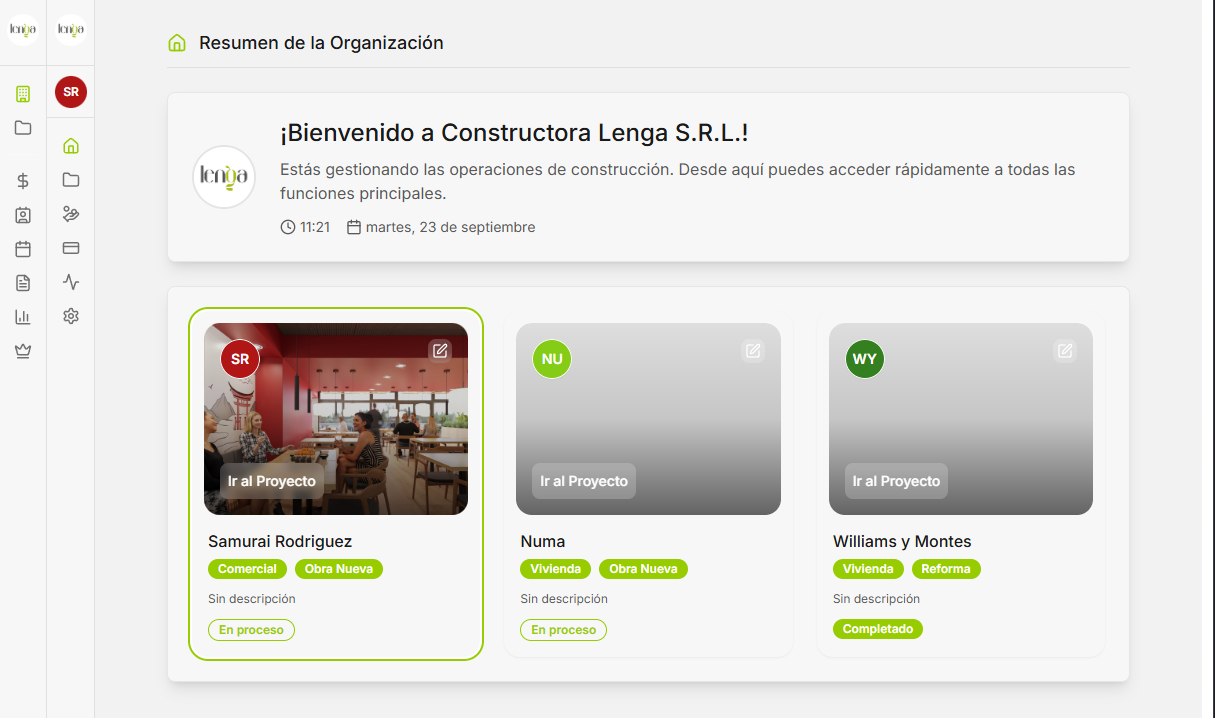 lenga
lenga
Resumen de la Organización
SR
¡Bienvenido a Constructora Lenga S.R.L.!
lenga
Estás gestionando las operaciones de construcción. Desde aquí puedes acceder rápidamente a todas las
funciones principales.
11:21
martes, 23 de septiembre
SR
Ir al Proyecto
Samurai Rodriguez
Comercial
Obra Nueva
Sin descripción
En proceso
NU
Ir al Proyecto
Numa
Vivienda
Obra Nueva
Sin descripción
En proceso
WY
Ir al Proyecto
Williams y Montes
Vivienda
Reforma
Sin descripción
Completado